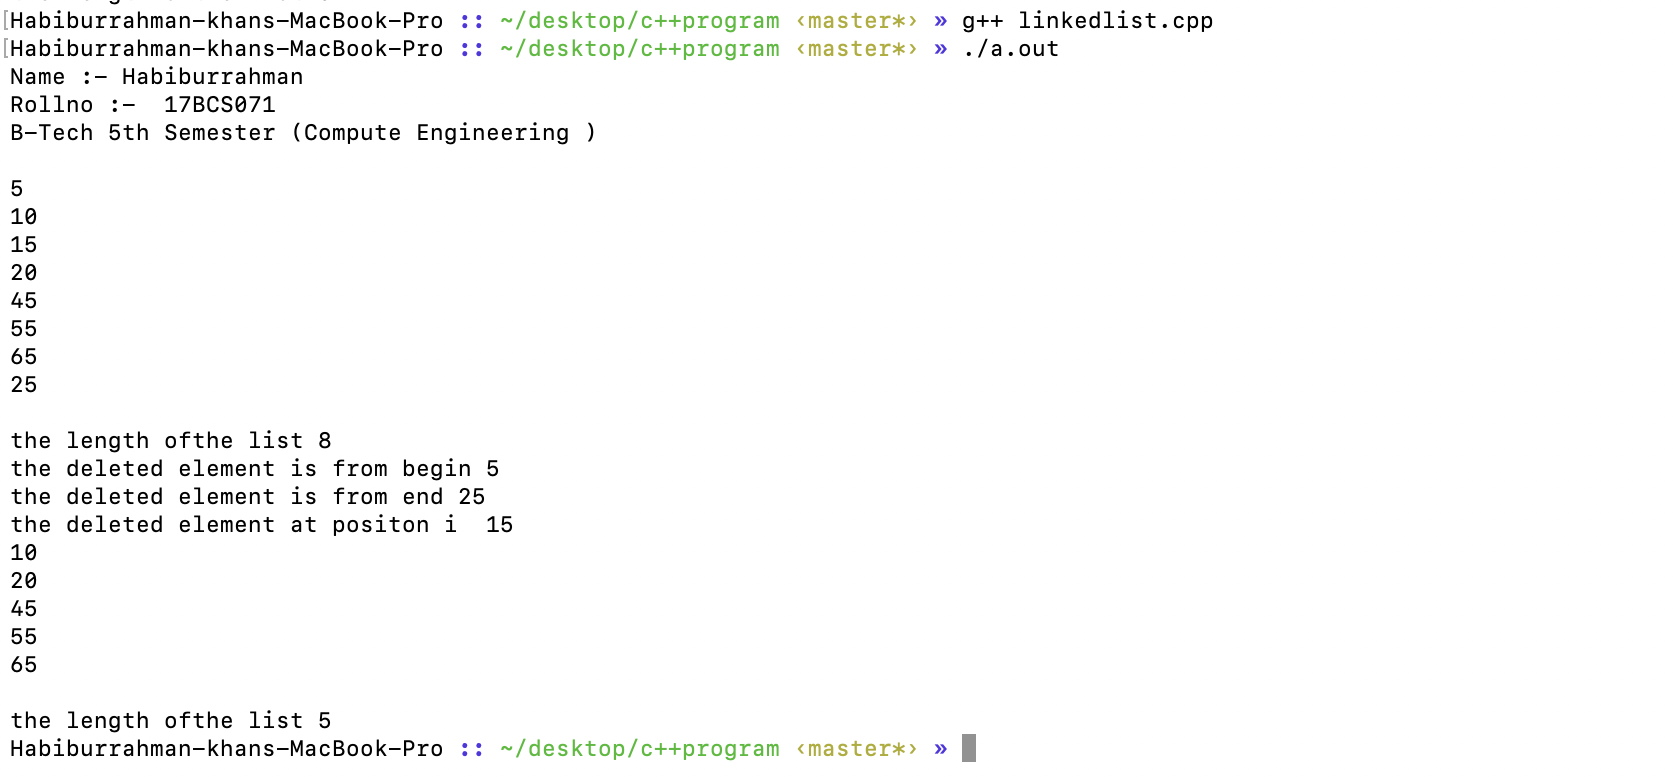 Habiburrahman-khans-MacBook-Pro :: ~/desktop/c++program ‹master*› » g++ linkedlist.cpp
Habiburrahman-khans-MacBook-Pro :: ~/desktop/c++program ‹master*› » ./a.out
Name :- Habiburrahman
Rollno :-  17BCS071
B-Tech 5th Semester (Compute Engineering )
5
10
15
20
45
55
65
25
the length ofthe list 8
the deleted element is from begin 5
the deleted element is from end 25
the deleted element at positon i  15
10
20
45
55
65
the length ofthe list 5
Habiburrahman-khans-MacBook-Pro :: ~/desktop/c++program ‹master*› »